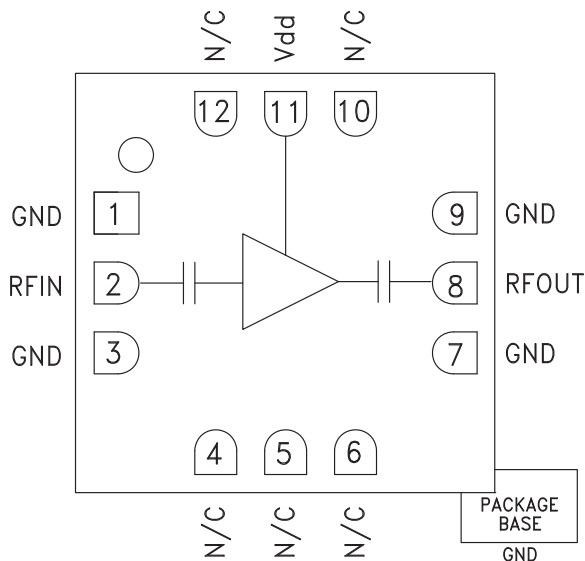 N/C
Vdd
N/C
12
11
10
GND
1
9
GND
RFIN
2
8
RFOUT
GND
3
7
GND
4
5
6
N/C
N/C
N/C
PACKAGE
BASE
GND